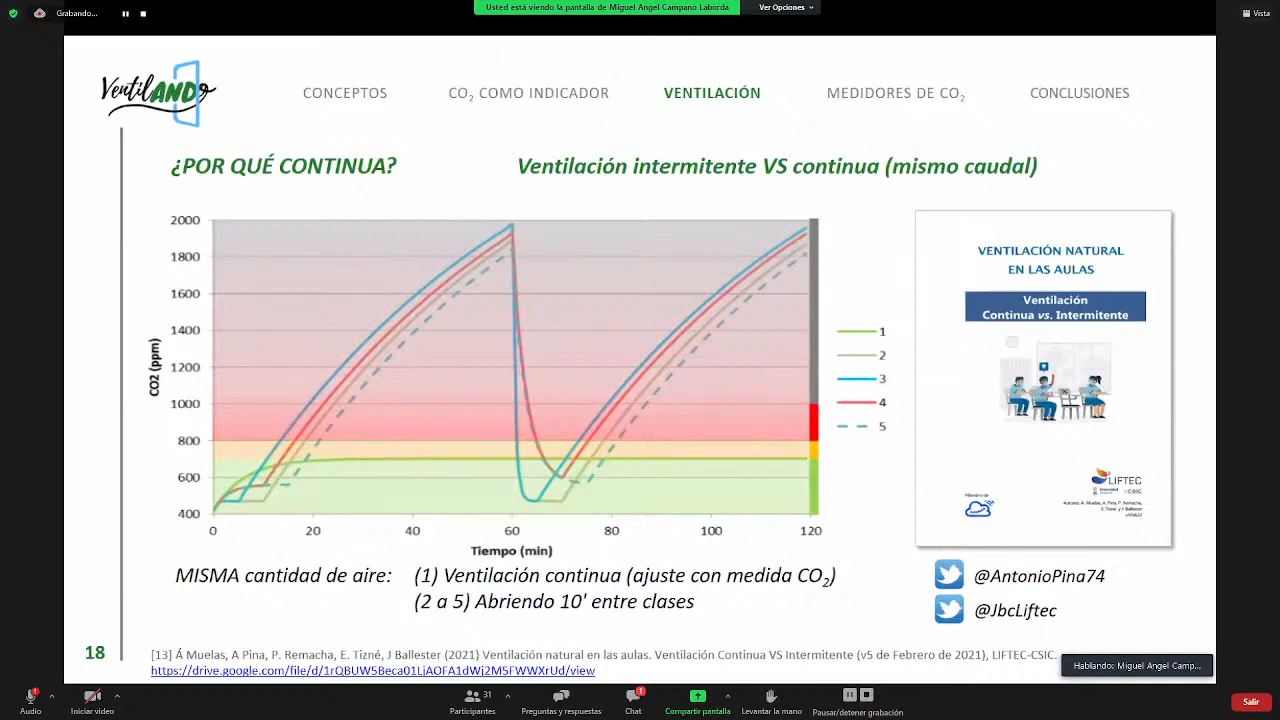 Grabando...
Usted está viendo la pantalla de Miguel Angel Campano Laborda.
Ver Opciones
Vista
VentilANDo
CONCEPTOS
CO2 COMO INDICADOR
VENTILACIÓN
MEDIDORES DE CO2
CONCLUSIONES
¿POR QUÉ CONTINUA?
Ventilación intermitente VS continua (mismo caudal)
2000
1800
1600
1400
1200
1000
800
600
400
CO2 (ppm)
0 20 40 60 80 100 120
Tiempo (min)
1
2
3
4
5
VENTILACIÓN NATURAL
EN LAS AULAS
Ventilación
Continua vs. Intermitente
LIFTEC
CSIC
Autores: Á. Muelas, A. Pina, P. Remacha,
E. Tizné, y J. Ballester
MISMA cantidad de aire: (1) Ventilación continua (ajuste con medida CO2)
(2 a 5) Abriendo 10' entre clases
@AntonioPina74
@JbcLiftec
18
[13] Á Muelas, A Pina, P. Remacha, E. Tizné, J Ballester (2021) Ventilación natural en las aulas. Ventilación Continua VS Intermitente (v5 de Febrero de 2021), LIFTEC-CSIC.
https://drive.google.com/file/d/1rQBUW5Beca01LjAOFA1dWj2M5FWWXrUd/view
Hablando: Miguel Angel Camp...
Audio
Iniciar video
31
Participantes
Preguntas y respuestas
1
Chat
Compartir pantalla
Levantar la mano
Pausar/detener grabación
Salir